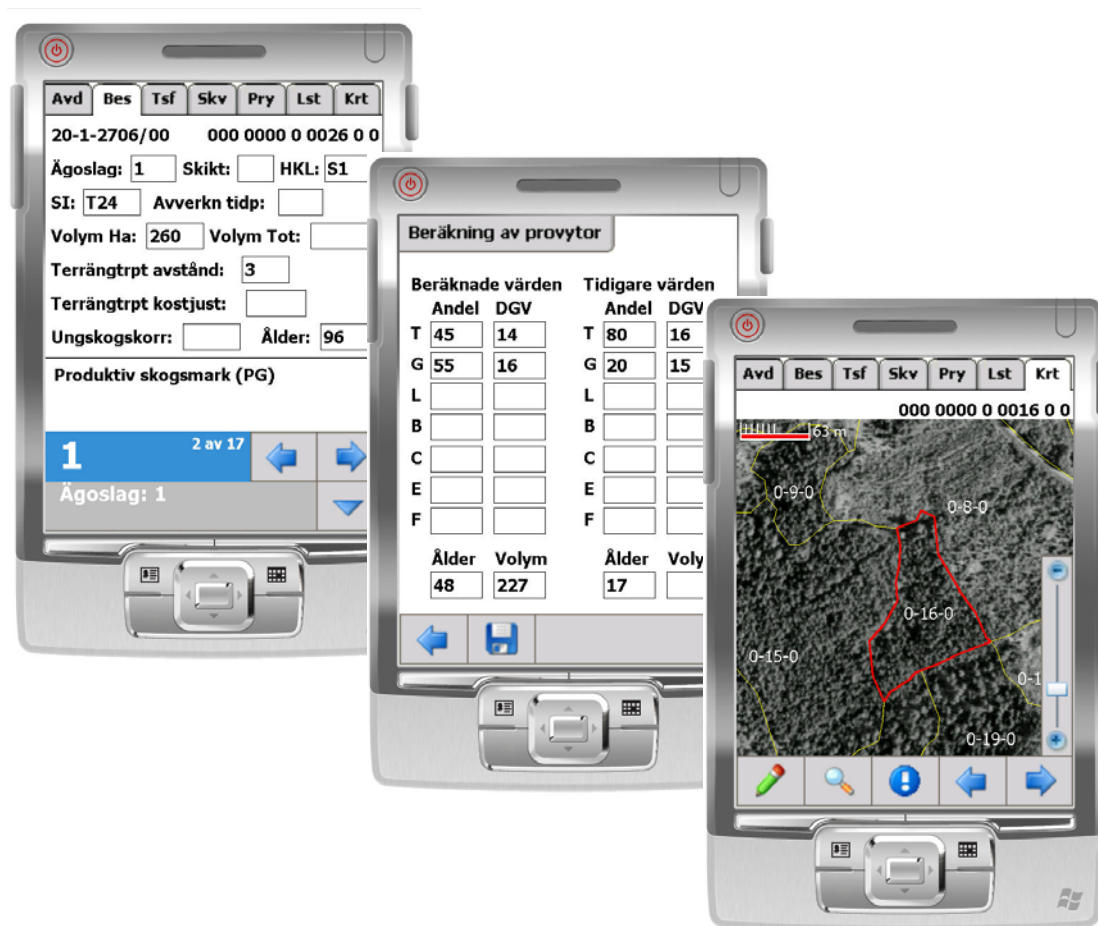 Avd Bes Tsf Skv Pry Lst Krt
20-1-2706/00 000 0000 0 0026 0 0
Ägoslag: 1 Skikt: HKL: S1
SI: T24 Avverkn tidp:
Volym Ha: 260 Volym Tot:
Terrängtrpt avstånd: 3
Terrängtrpt kostjust:
Ungskogskorr: Ålder: 96
Produktiv skogsmark (PG)
1 2 av 17
Ägoslag: 1
Beräkning av provytor
Beräknade värden Tidigare värden
Andel DGV Andel DGV
T 45 14 T 80 16
G 55 16 G 20 15
L L
B B
C C
E E
F F
Ålder Volym Ålder Voly
48 227 17
Avd Bes Tsf Skv Pry Lst Krt
000 0000 0 0016 0 0
63 m
0-9-0
0-8-0
0-16-0
0-15-0
0-1
0-19-0